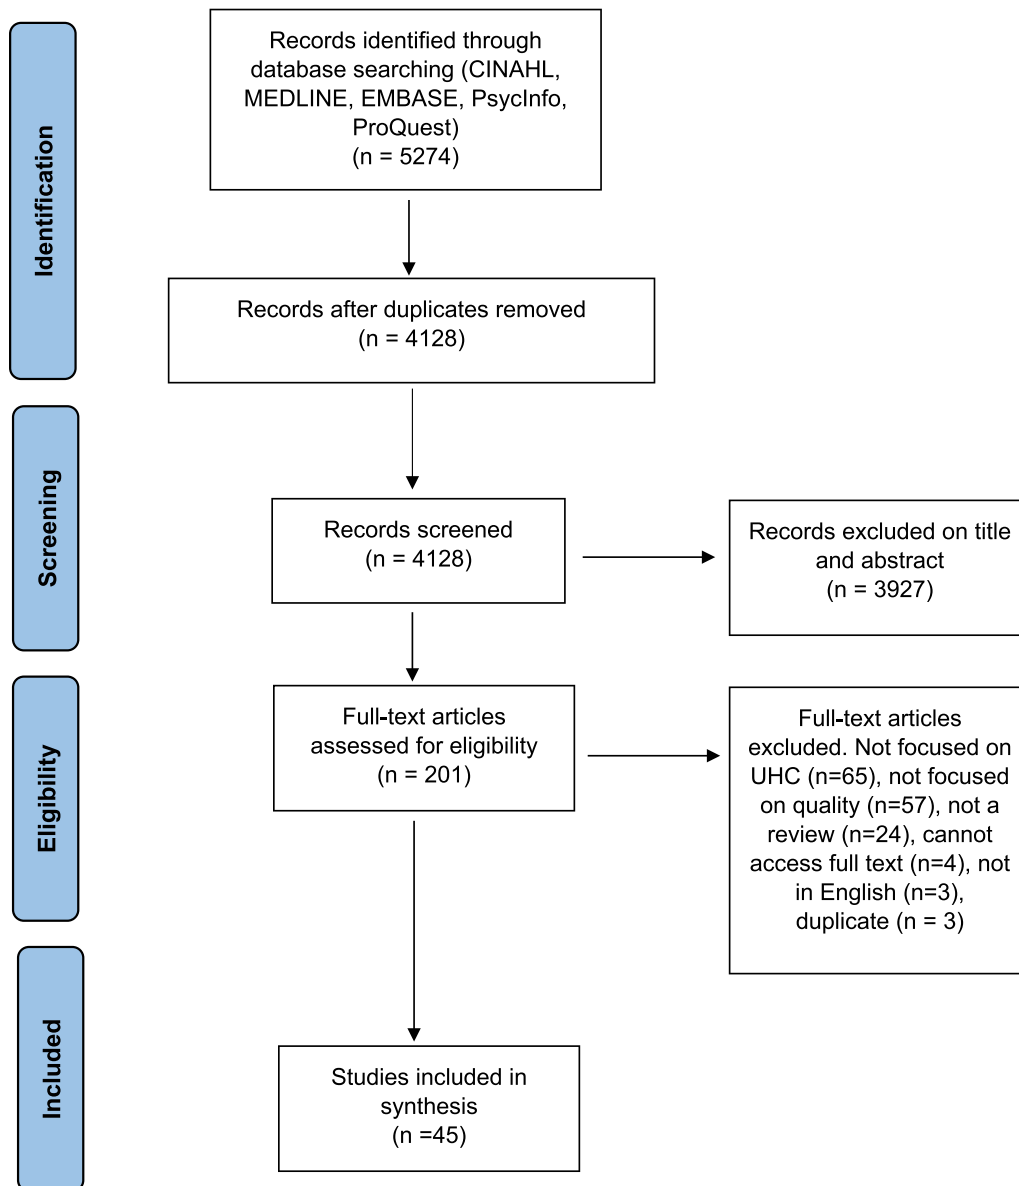 Identification
Records identified through
database searching (CINAHL,
MEDLINE, EMBASE, PsycInfo,
ProQuest)
(n = 5274)
Records after duplicates removed
(n = 4128)
Screening
Records screened
(n = 4128)
Records excluded on title
and abstract
(n = 3927)
Eligibility
Full-text articles
assessed for eligibility
(n = 201)
Full-text articles
excluded. Not focused on
UHC (n=65), not focused
on quality (n=57), not a
review (n=24), cannot
access full text (n=4), not
in English (n=3),
duplicate (n = 3)
Included
Studies included in
synthesis
(n =45)